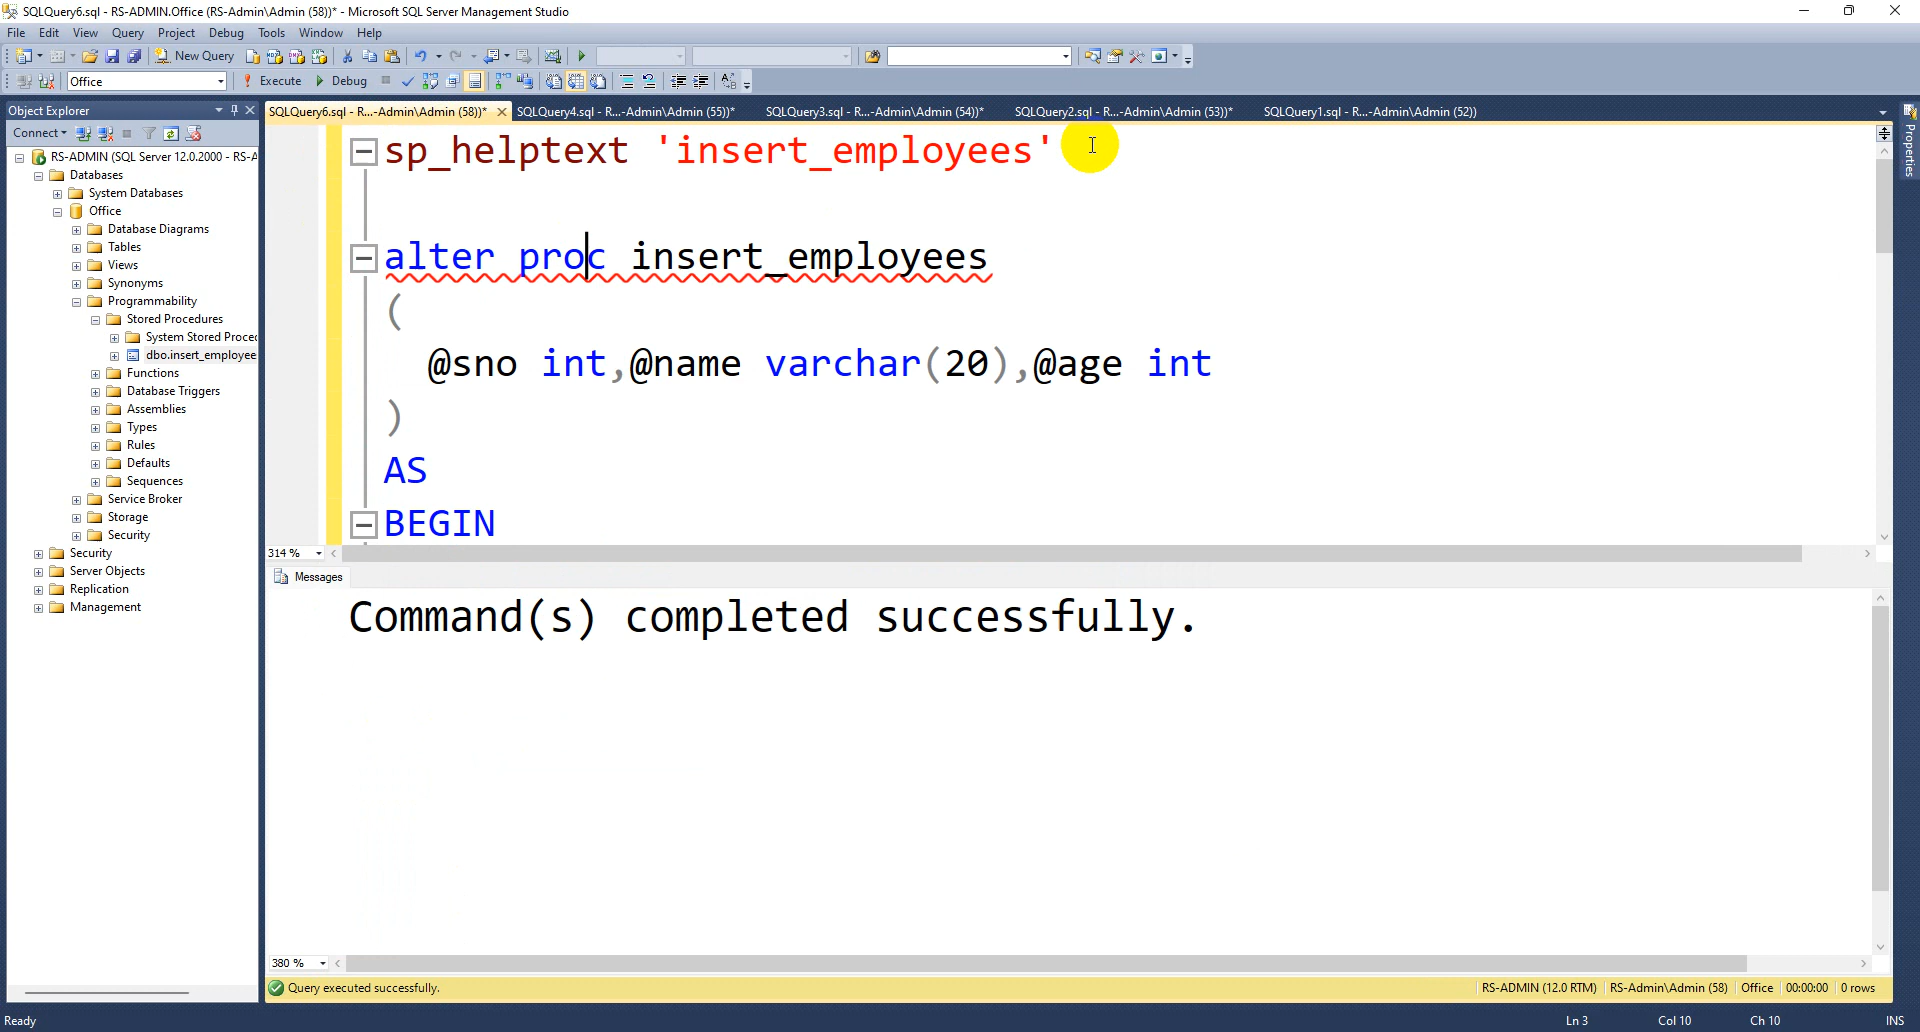 SQLQuery6.sql - RS-ADMIN.Office (RS-Admin\Admin (58))* - Microsoft SQL Server Management Studio
File Edit View Query Project Debug Tools Window Help
New Query
Office Execute Debug
Object Explorer
SQLQuery6.sql - R...-Admin\Admin (58))* SQLQuery4.sql - R...-Admin\Admin (55))* SQLQuery3.sql - R...-Admin\Admin (54))* SQLQuery2.sql - R...-Admin\Admin (53))* SQLQuery1.sql - R...-Admin\Admin (52))
Connect
RS-ADMIN (SQL Server 12.0.2000 - RS-A
Databases
System Databases
Office
Database Diagrams
Tables
Views
Synonyms
Programmability
Stored Procedures
System Stored Proced
dbo.insert_employee
Functions
Database Triggers
Assemblies
Types
Rules
Defaults
Sequences
Service Broker
Storage
Security
Security
Server Objects
Replication
Management
sp_helptext 'insert_employees'
alter proc insert_employees
(
@sno int,@name varchar(20),@age int
)
AS
BEGIN
314 %
Messages
Command(s) completed successfully.
380 %
Query executed successfully. RS-ADMIN (12.0 RTM) RS-Admin\Admin (58) Office 00:00:00 0 rows
Properties
Ready Ln 3 Col 10 Ch 10 INS